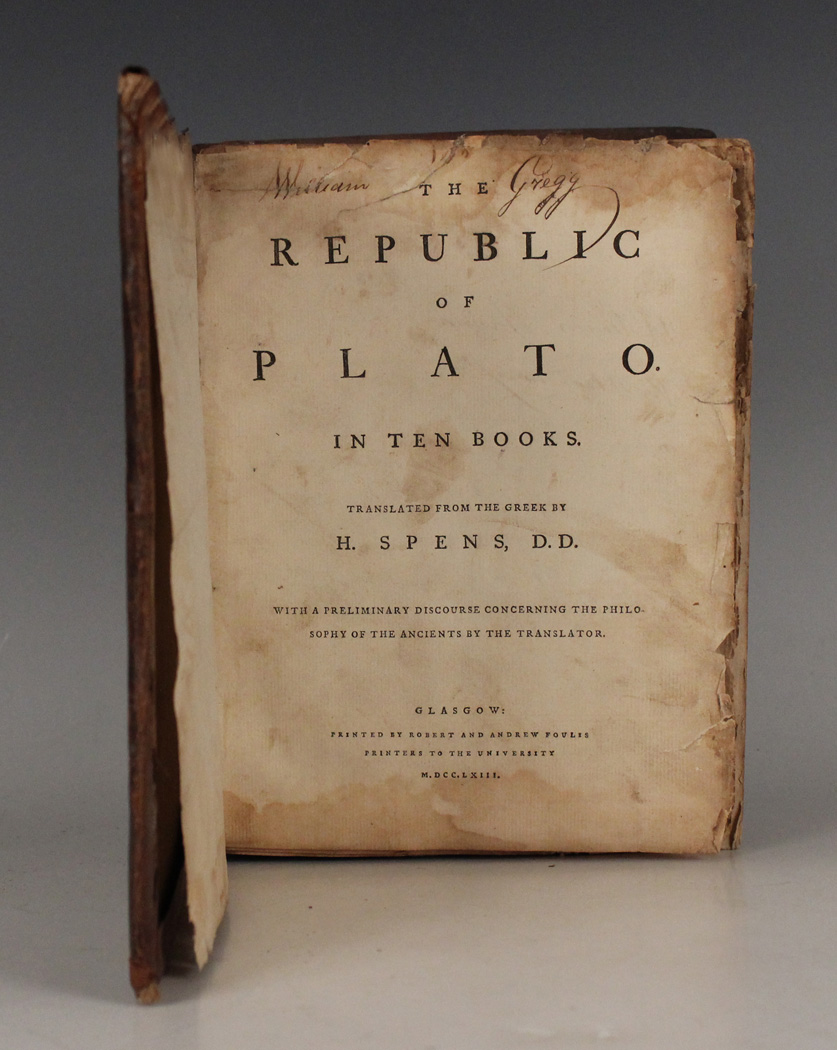 William THE Gregg
REPUBLIC
OF
PLATO.
IN TEN BOOKS.
TRANSLATED FROM THE GREEK BY
H. SPENS, D.D.
WITH A PRELIMINARY DISCOURSE CONCERNING THE PHILO-
SOPHY OF THE ANCIENTS BY THE TRANSLATOR.
GLASGOW:
PRINTED BY ROBERT AND ANDREW FOULIS
PRINTERS TO THE UNIVERSITY
M.DCC.LXIII.